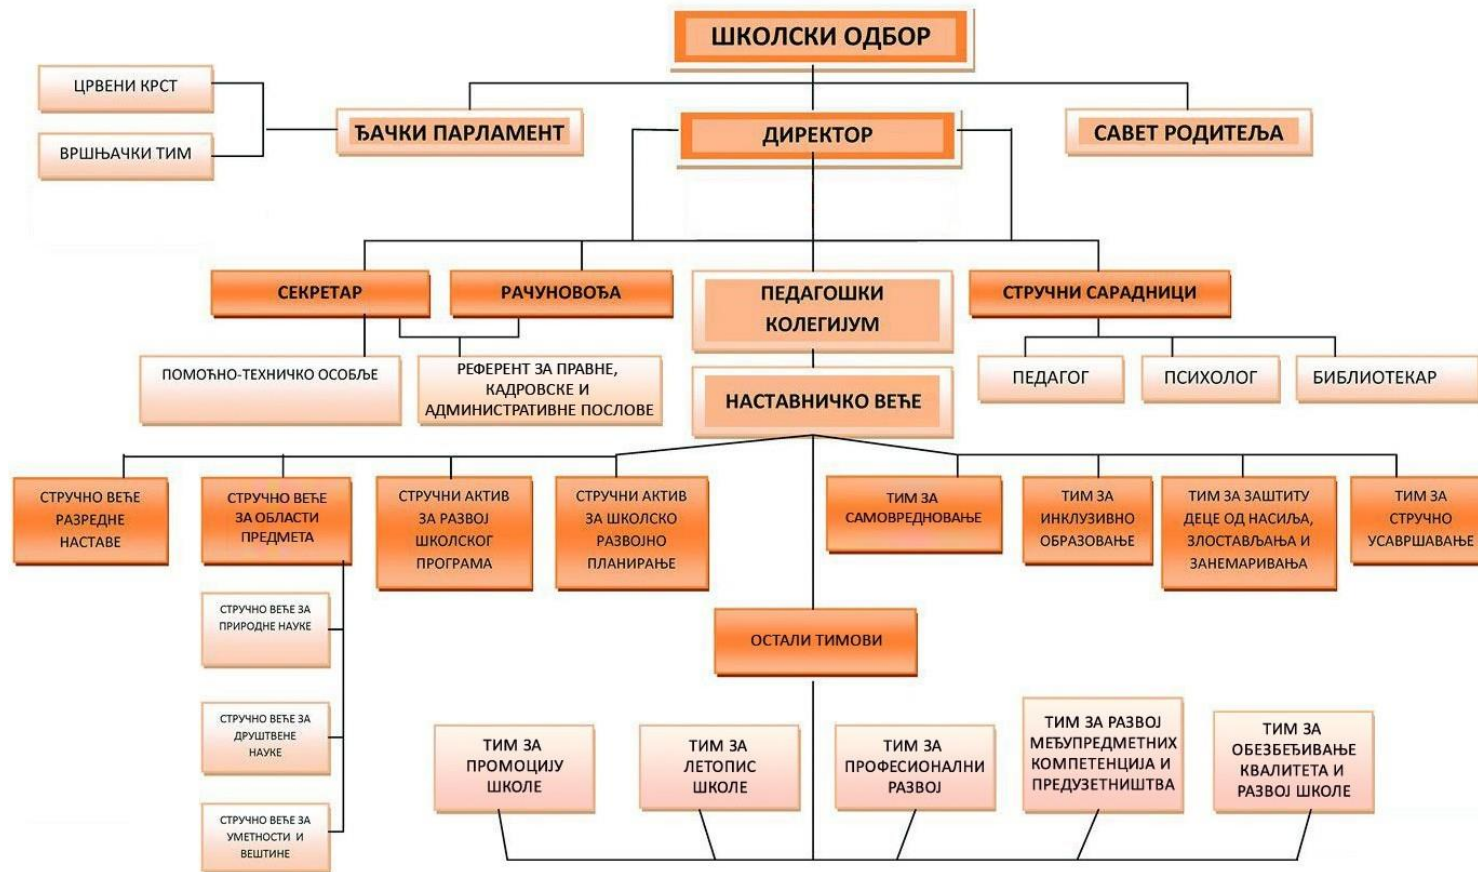 ШКОЛСКИ ОДБОР
ЦРВЕНИ КРСТ
ВРШЊАЧКИ ТИМ
ЂАЧКИ ПАРЛАМЕНТ
ДИРЕКТОР
САВЕТ РОДИТЕЉА
СЕКРЕТАР
РАЧУНОВОЂА
ПЕДАГОШКИ
КОЛЕГИЈУМ
СТРУЧНИ САРАДНИЦИ
ПОМОЋНО-ТЕХНИЧКО ОСОБЉЕ
РЕФЕРЕНТ ЗА ПРАВНЕ,
КАДРОВСКЕ И
АДМИНИСТРАТИВНЕ ПОСЛОВЕ
НАСТАВНИЧКО ВЕЋЕ
ПЕДАГОГ
ПСИХОЛОГ
БИБЛИОТЕКАР
СТРУЧНО ВЕЋЕ
РАЗРЕДНЕ
НАСТАВЕ
СТРУЧНО ВЕЋЕ
ЗА ОБЛАСТИ
ПРЕДМЕТА
СТРУЧНИ АКТИВ
ЗА РАЗВОЈ
ШКОЛСКОГ
ПРОГРАМА
СТРУЧНИ АКТИВ
ЗА ШКОЛСКО
РАЗВОЈНО
ПЛАНИРАЊЕ
ТИМ ЗА
САМОВРЕДНОВАЊЕ
ТИМ ЗА
ИНКЛУЗИВНО
ОБРАЗОВАЊЕ
ТИМ ЗА ЗАШТИТУ
ДЕЦЕ ОД НАСИЉА,
ЗЛОСТАВЉАЊА И
ЗАНЕМАРИВАЊА
ТИМ ЗА
СТРУЧНО
УСАВРШАВАЊЕ
СТРУЧНО ВЕЋЕ ЗА
ПРИРОДНЕ НАУКЕ
СТРУЧНО ВЕЋЕ ЗА
ДРУШТВЕНЕ
НАУКЕ
СТРУЧНО ВЕЋЕ ЗА
УМЕТНОСТИ И
ВЕШТИНЕ
ОСТАЛИ ТИМОВИ
ТИМ ЗА
ПРОМОЦИЈУ
ШКОЛЕ
ТИМ ЗА
ЛЕТОПИС
ШКОЛЕ
ТИМ ЗА
ПРОФЕСИОНАЛНИ
РАЗВОЈ
ТИМ ЗА РАЗВОЈ
МЕЂУПРЕДМЕТНИХ
КОМПЕТЕНЦИЈА И
ПРЕДУЗЕТНИШТВА
ТИМ ЗА
ОБЕЗБЕЂИВАЊЕ
КВАЛИТЕТА И
РАЗВОЈ ШКОЛЕ